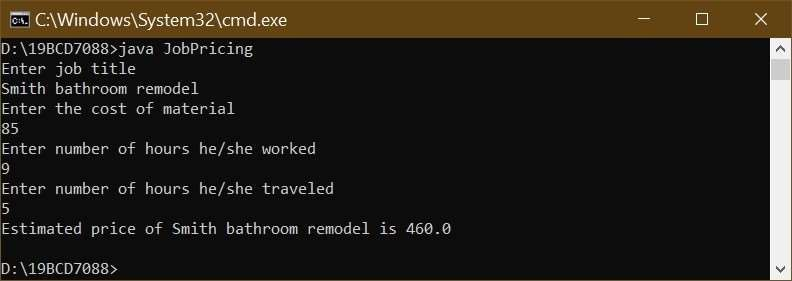 C:\Windows\System32\cmd.exe
D:\19BCD7088>java JobPricing
Enter job title
Smith bathroom remodel
Enter the cost of material
85
Enter number of hours he/she worked
9
Enter number of hours he/she traveled
5
Estimated price of Smith bathroom remodel is 460.0
D:\19BCD7088>